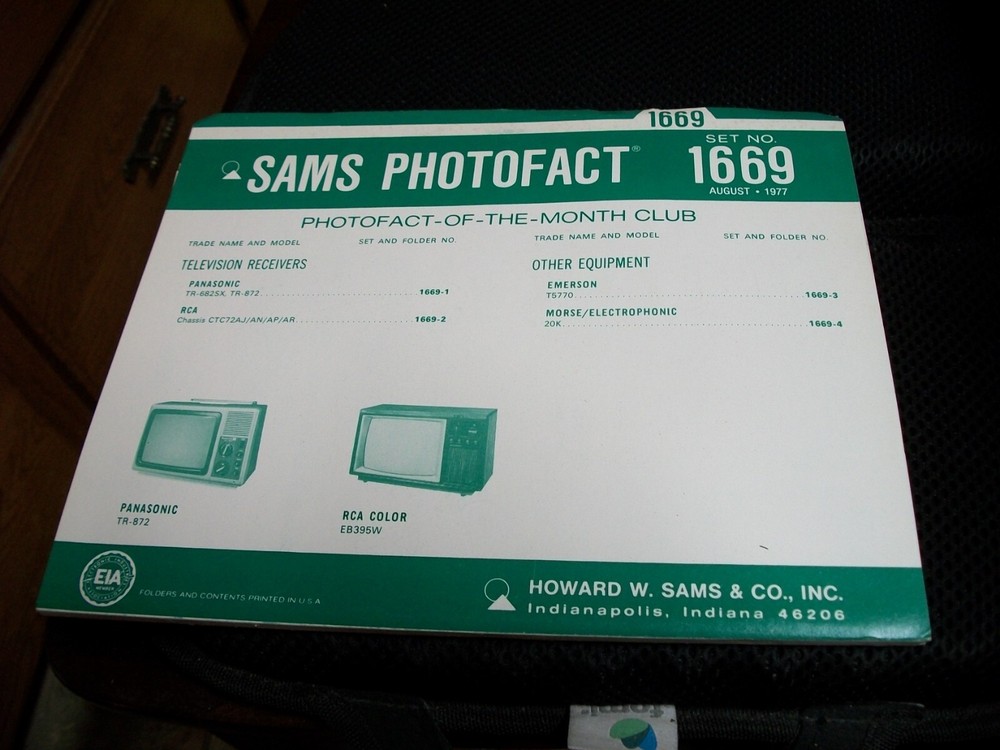 1669
SAMS PHOTOFACT®
SET NO.
1669
AUGUST • 1977
PHOTOFACT-OF-THE-MONTH CLUB
TRADE NAME AND MODEL SET AND FOLDER NO.
TELEVISION RECEIVERS
PANASONIC
TR-682SX, TR-872 1669-1
RCA
Chassis CTC72AJ/AN/AP/AR 1669-2
TRADE NAME AND MODEL SET AND FOLDER NO.
OTHER EQUIPMENT
EMERSON
T5770 1669-3
MORSE/ELECTROPHONIC
20K 1669-4
PANASONIC
TR-872
RCA COLOR
EB395W
EIA
MEMBER
FOLDERS AND CONTENTS PRINTED IN U S A
HOWARD W. SAMS & CO., INC.
Indianapolis, Indiana 46206